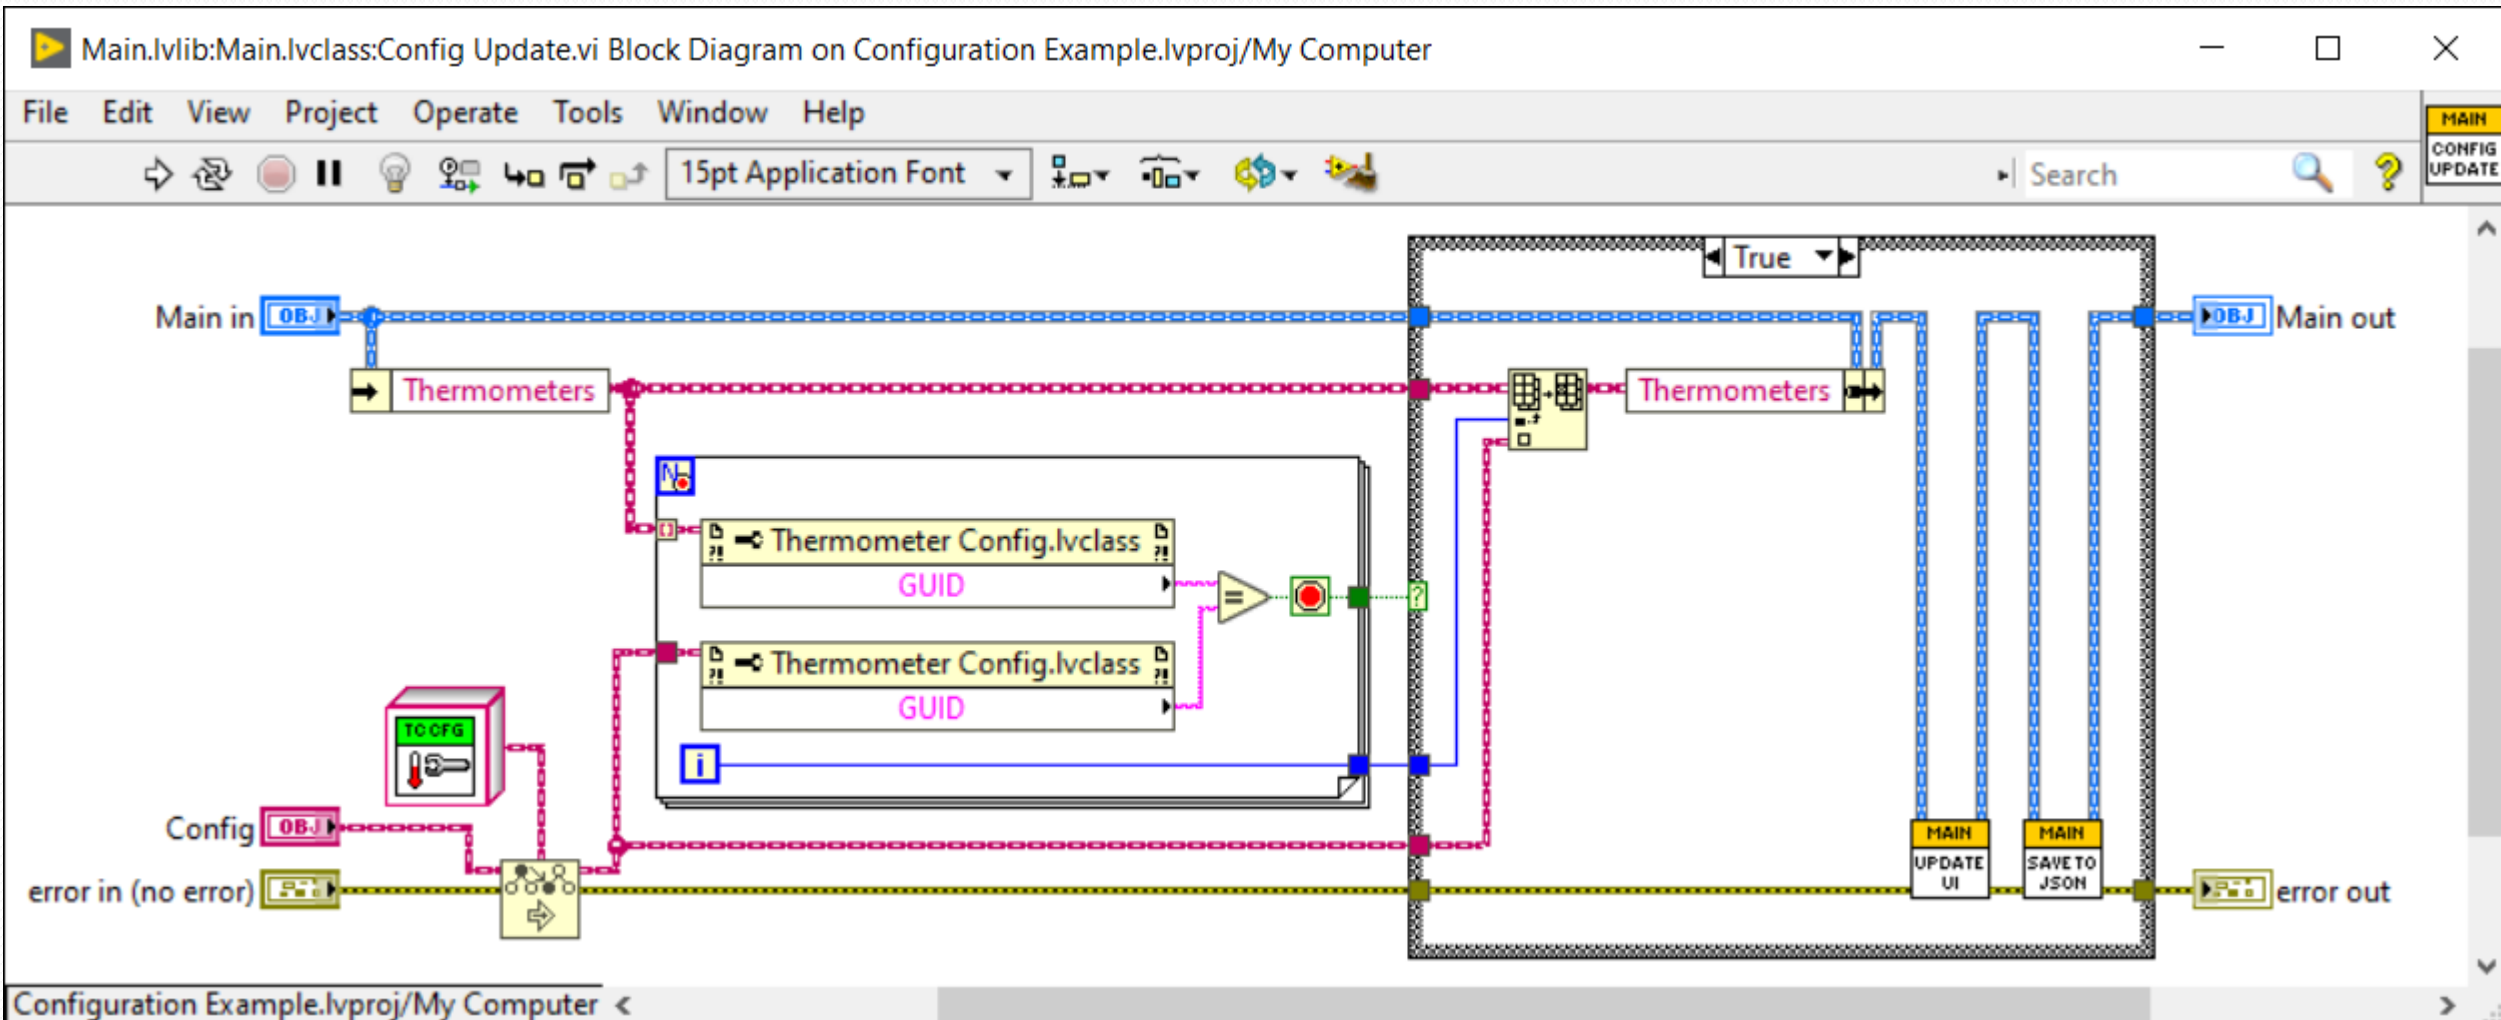 Main.lvlib:Main.lvclass:Config Update.vi Block Diagram on Configuration Example.lvproj/My Computer
File Edit View Project Operate Tools Window Help
MAIN
CONFIG
UPDATE
15pt Application Font
Search
?
True
Main in
OBJ
OBJ
Main out
Thermometers
Thermometers
N
Thermometer Config.lvclass
GUID
=
?
Thermometer Config.lvclass
GUID
TC CFG
i
Config
OBJ
MAIN
UPDATE
UI
MAIN
SAVE TO
JSON
error in (no error)
error out
Configuration Example.lvproj/My Computer